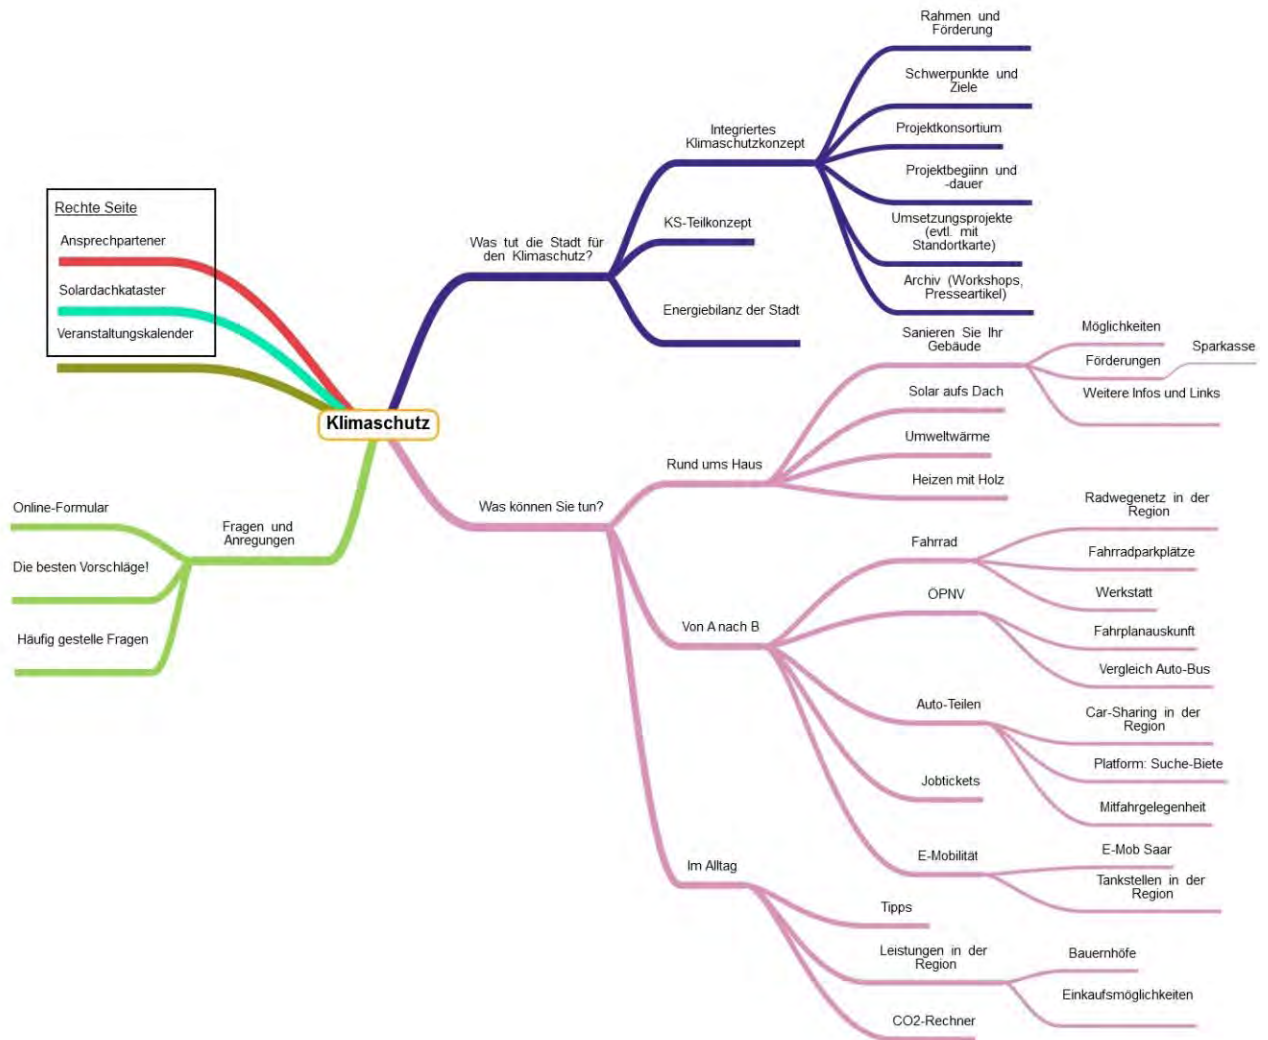 Rechte Seite
Ansprechpartener
Solardachkataster
Veranstaltungskalender
Klimaschutz
Fragen und
Anregungen
Online-Formular
Die besten Vorschläge!
Häufig gestelle Fragen
Was tut die Stadt für
den Klimaschutz?
Integriertes
Klimaschutzkonzept
Rahmen und
Förderung
Schwerpunkte und
Ziele
Projektkonsortium
Projektbegiinn und
-dauer
Umsetzungsprojekte
(evtl. mit
Standortkarte)
Archiv (Workshops,
Presseartikel)
KS-Teilkonzept
Energiebilanz der Stadt
Was können Sie tun?
Rund ums Haus
Sanieren Sie Ihr
Gebäude
Möglichkeiten
Förderungen
Sparkasse
Weitere Infos und Links
Solar aufs Dach
Umweltwärme
Heizen mit Holz
Von A nach B
Fahrrad
Radwegenetz in der
Region
Fahrradparkplätze
Werkstatt
ÖPNV
Fahrplanauskunft
Vergleich Auto-Bus
Auto-Teilen
Car-Sharing in der
Region
Platform: Suche-Biete
Mitfahrgelegenheit
Jobtickets
E-Mobilität
E-Mob Saar
Tankstellen in der
Region
Im Alltag
Tipps
Leistungen in der
Region
Bauernhöfe
Einkaufsmöglichkeiten
CO2-Rechner